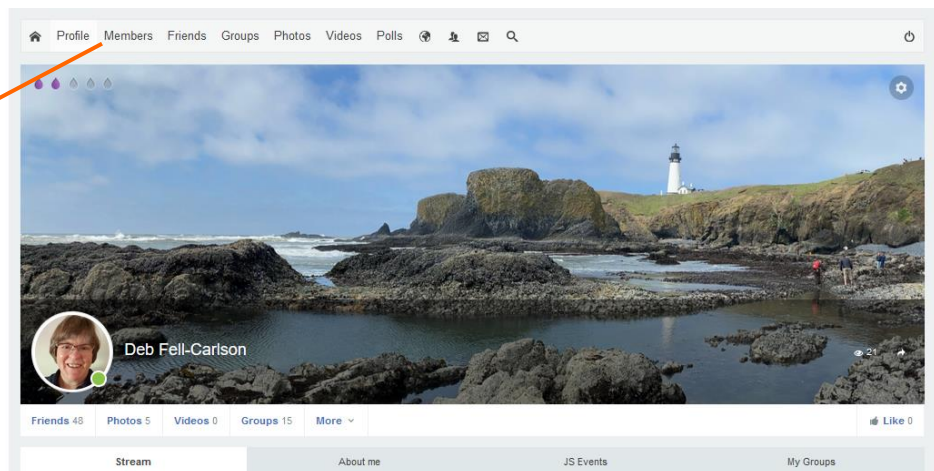 Profile Members Friends Groups Photos Videos Polls
Deb Fell-Carlson
21
Friends 48 Photos 5 Videos 0 Groups 15 More Like 0
Stream About me JS Events My Groups